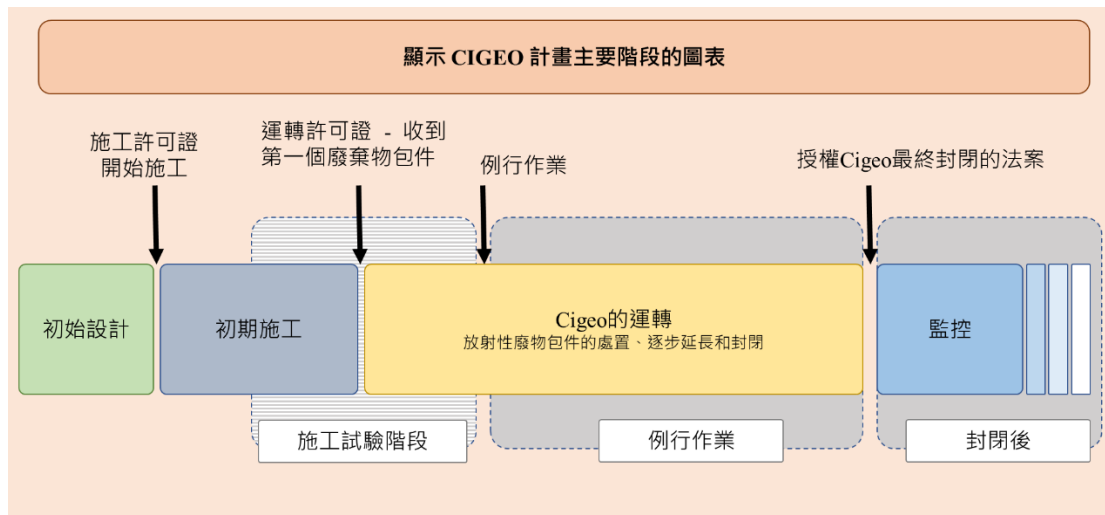 顯示 CIGEO 計畫主要階段的圖表
施工許可證
開始施工
運轉許可證 - 收到
第一個廢棄物包件
例行作業
授權Cigeo最終封閉的法案
初始設計
初期施工
Cigeo的運轉
放射性廢物包件的處置、逐步延長和封閉
監控
施工試驗階段
例行作業
封閉後